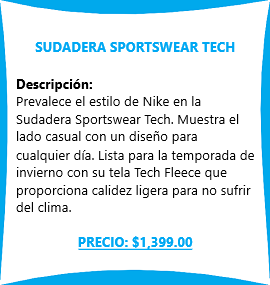 SUDADERA SPORTSWEAR TECH
Descripción:
Prevalece el estilo de Nike en la
Sudadera Sportswear Tech. Muestra el
lado casual con un diseño para
cualquier día. Lista para la temporada de
invierno con su tela Tech Fleece que
proporciona calidez ligera para no sufrir
del clima.
PRECIO: $1,399.00